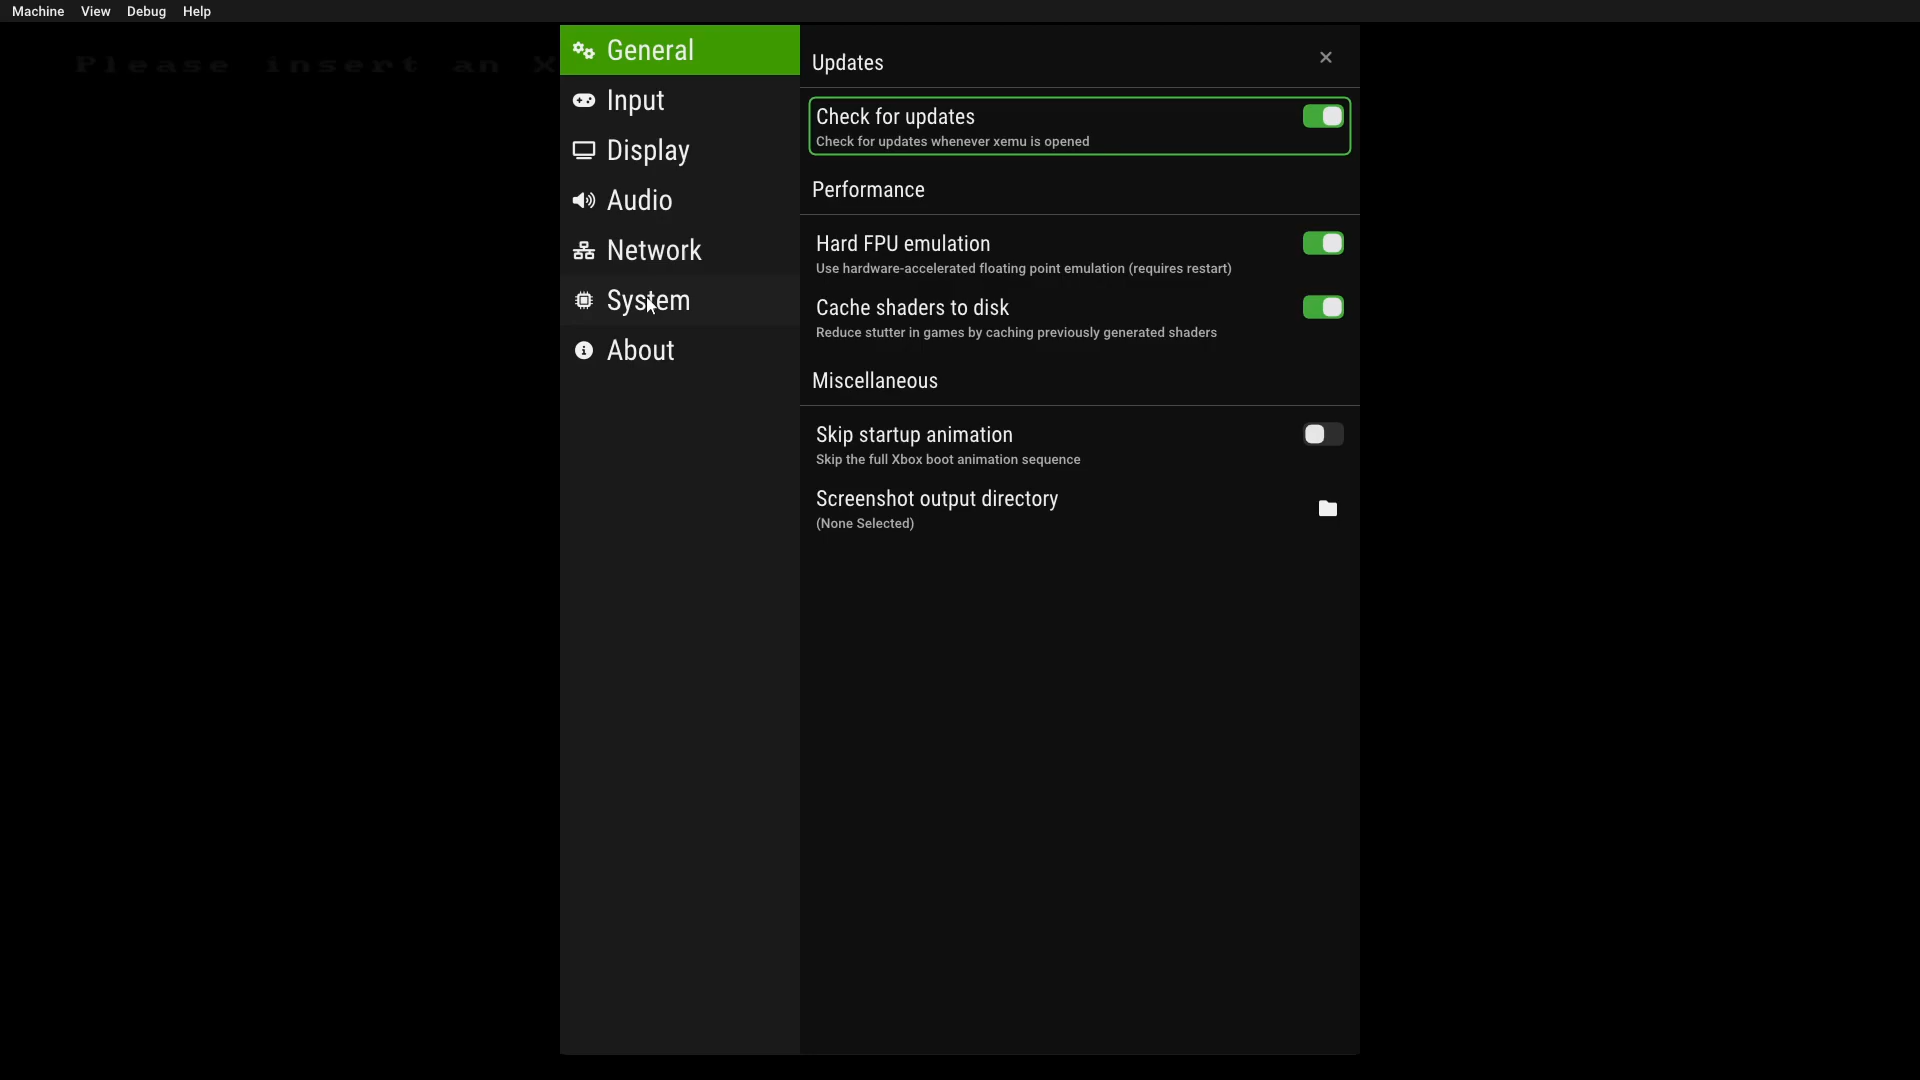 Machine View Debug Help
Please insert an X
General
Input
Display
Audio
Network
System
About
Updates
Check for updates
Check for updates whenever xemu is opened
Performance
Hard FPU emulation
Use hardware-accelerated floating point emulation (requires restart)
Cache shaders to disk
Reduce stutter in games by caching previously generated shaders
Miscellaneous
Skip startup animation
Skip the full Xbox boot animation sequence
Screenshot output directory
(None Selected)